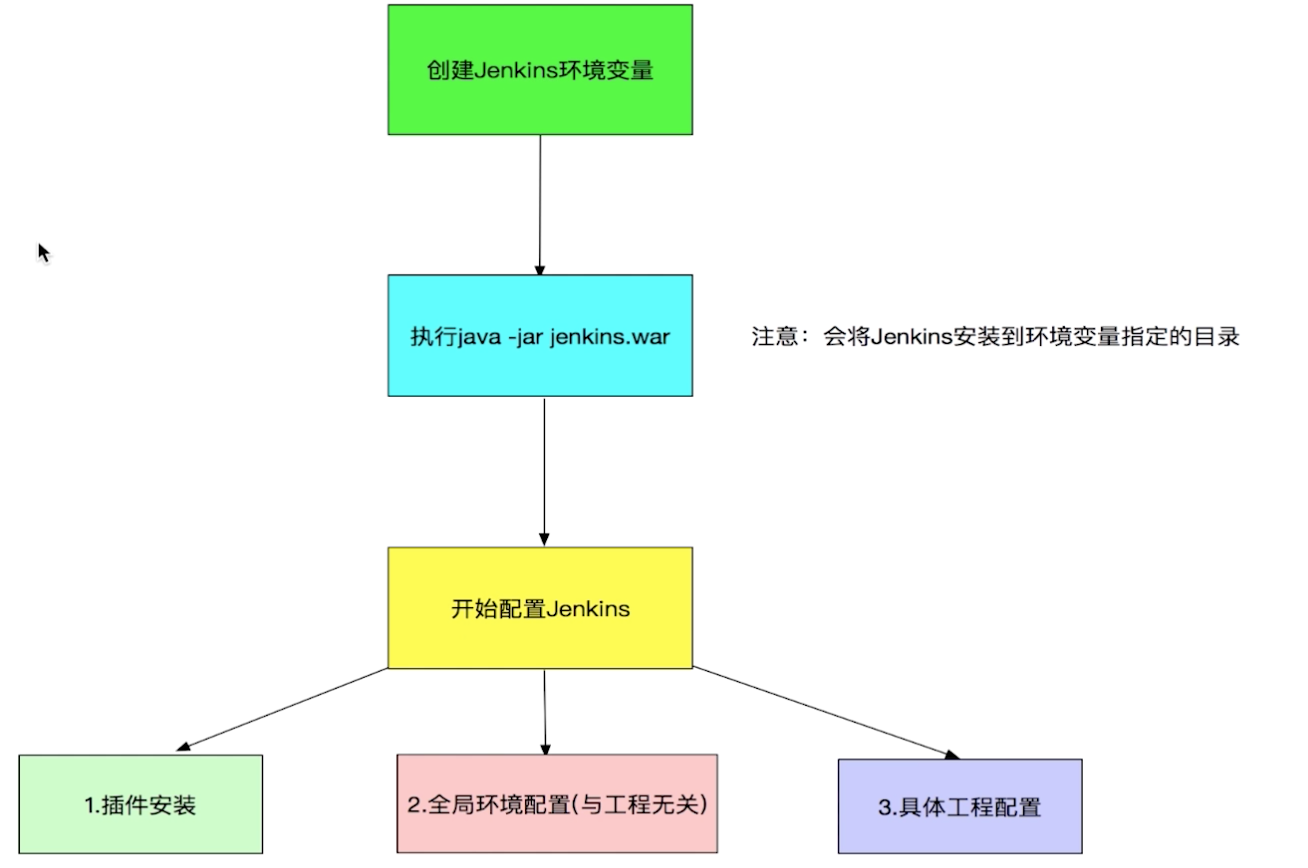 创建Jenkins环境变量
执行java -jar jenkins.war
注意：会将Jenkins安装到环境变量指定的目录
开始配置Jenkins
1.插件安装
2.全局环境配置(与工程无关)
3.具体工程配置